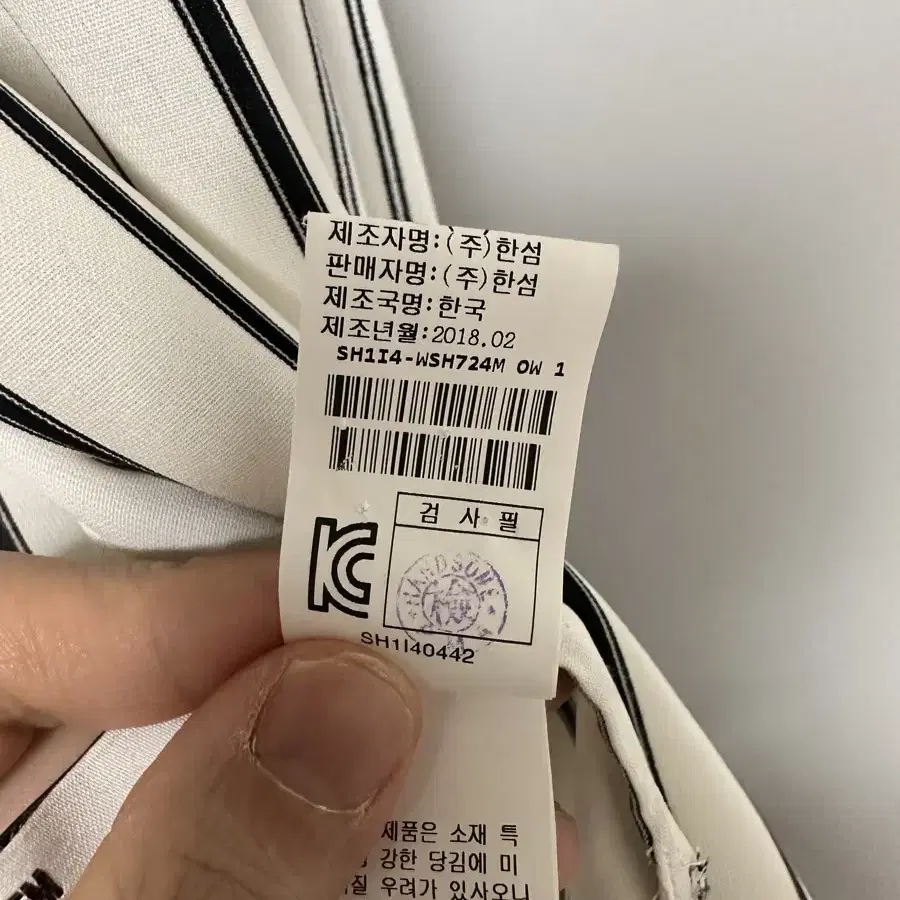 제조자명:(주)한섬
판매자명:(주)한섬
제조국명:한국
제조년월:2018.02
SH1I4-WSH724M OW 1
검 사 필
HANDSOME
SH1I40442
제품은 소재 특
강한 당김에 미
우려가 있사오니